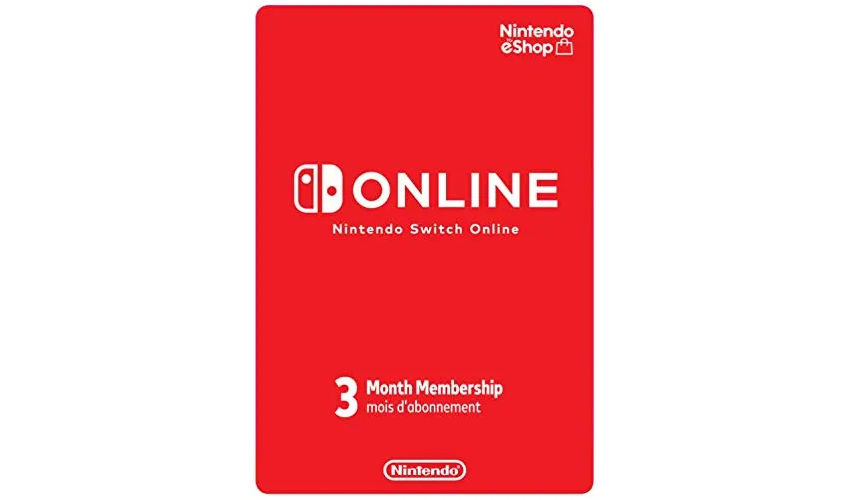 Nintendo
eShop
ONLINE
Nintendo Switch Online
3 Month Membership
mois d'abonnement
Nintendo